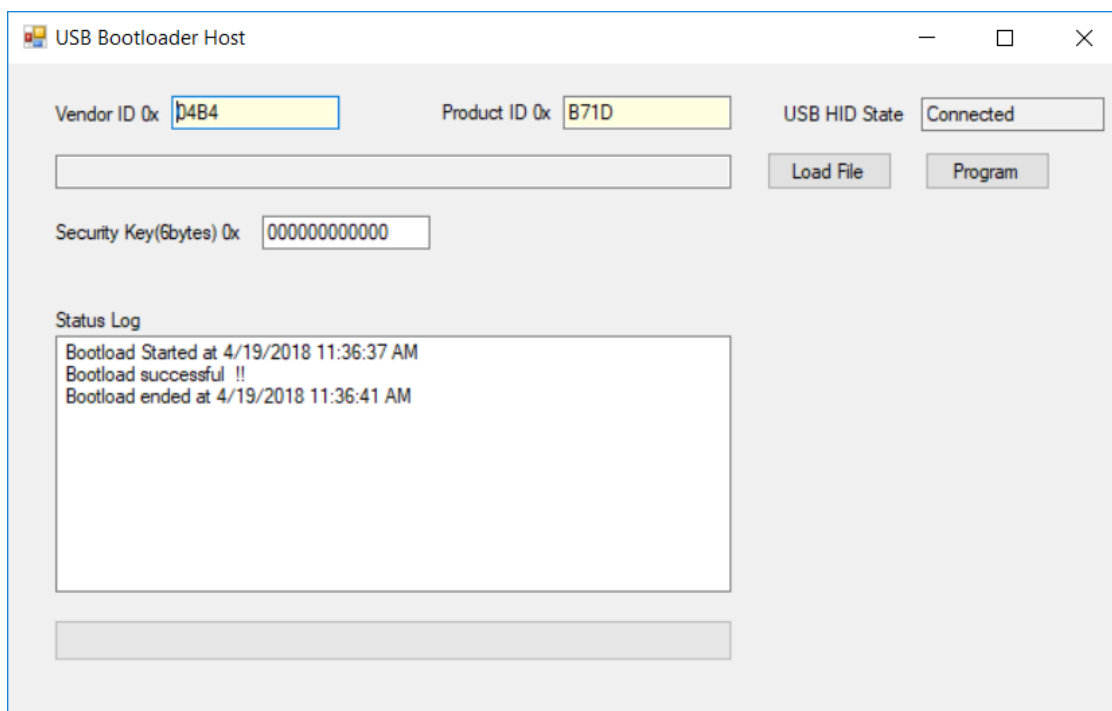 USB Bootloader Host
Vendor ID 0x 04B4 Product ID 0x B71D USB HID State Connected
Load File Program
Security Key(6bytes) 0x 000000000000
Status Log
Bootload Started at 4/19/2018 11:36:37 AM
Bootload successful !!
Bootload ended at 4/19/2018 11:36:41 AM